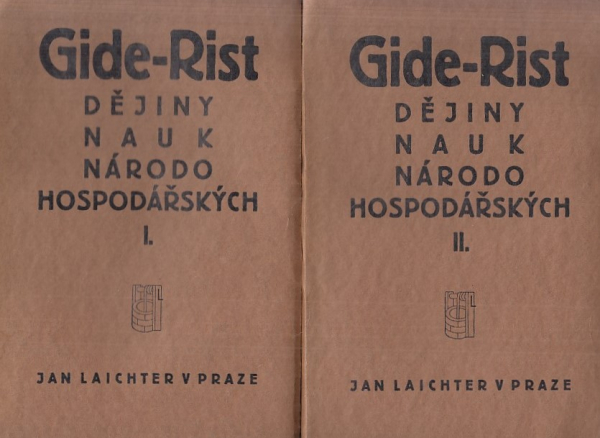 Gide-Rist
DĚJINY
NAUK
NÁRODO
HOSPODÁŘSKÝCH
I.
JAN LAICHTER V PRAZE
Gide-Rist
DĚJINY
NAUK
NÁRODO
HOSPODÁŘSKÝCH
II.
JAN LAICHTER V PRAZE